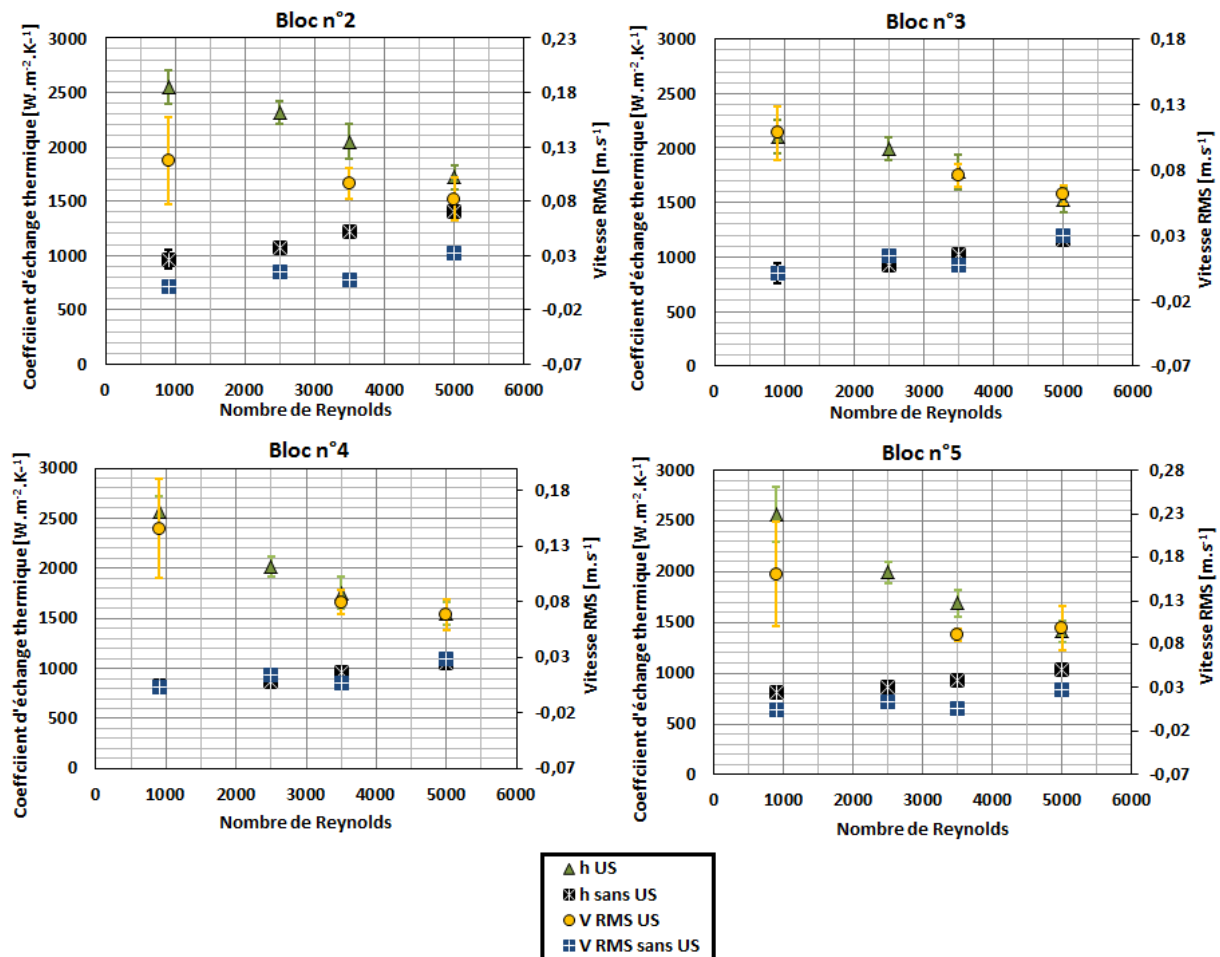 Bloc n°2
Coeffciient d'échange thermique [W.m-2.K-1]
3000
2500
2000
1500
1000
500
0
0,23
0,18
0,13
0,08
0,03
-0,02
-0,07
Vitesse RMS [m.s-1]
0 1000 2000 3000 4000 5000 6000
Nombre de Reynolds
Bloc n°3
Coeffciient d'échange thermique [W.m-2.K-1]
3000
2500
2000
1500
1000
500
0
0,18
0,13
0,08
0,03
-0,02
-0,07
Vitesse RMS [m.s-1]
0 1000 2000 3000 4000 5000 6000
Nombre de Reynolds
Bloc n°4
Coeffciient d'échange thermique [W.m-2.K-1]
3000
2500
2000
1500
1000
500
0
0,18
0,13
0,08
0,03
-0,02
-0,07
Vitesse RMS [m.s-1]
0 1000 2000 3000 4000 5000 6000
Nombre de Reynolds
Bloc n°5
Coeffciient d'échange thermique [W.m-2.K-1]
3000
2500
2000
1500
1000
500
0
0,28
0,23
0,18
0,13
0,08
0,03
-0,02
-0,07
Vitesse RMS [m.s-1]
0 1000 2000 3000 4000 5000 6000
Nombre de Reynolds
h US
h sans US
V RMS US
V RMS sans US